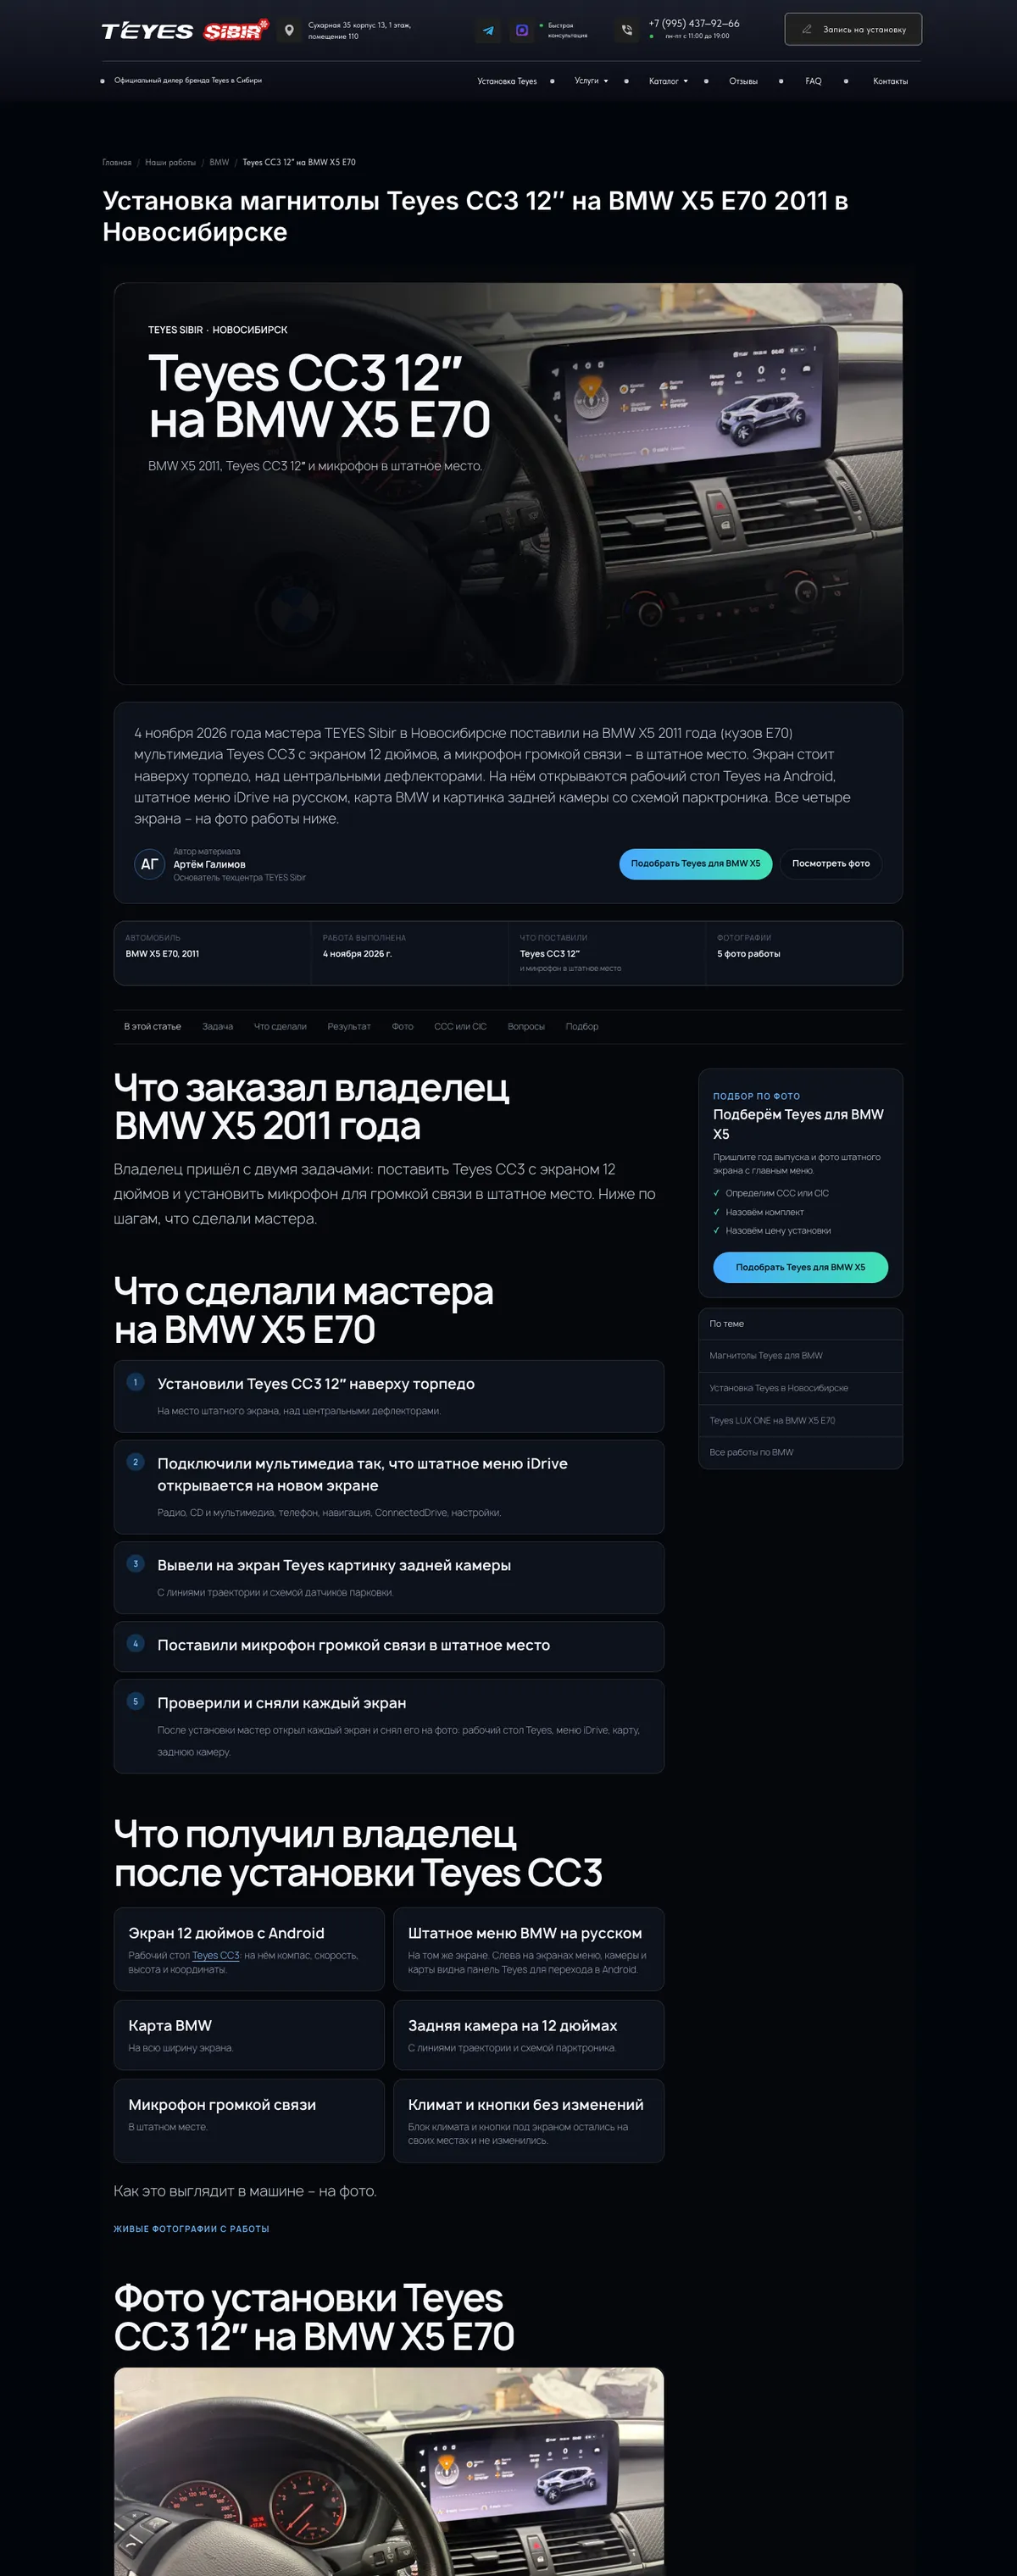 TEYES SIBIR
Сухарная 35 корпус 13, 1 этаж,
помещение 110
Быстрая
консультация
+7 (995) 437–92–66
пн-пт с 11:00 до 19:00
Запись на установку
Официальный дилер бренда Teyes в Сибири
Установка Teyes
Услуги
Каталог
Отзывы
FAQ
Контакты
Главная / Наши работы / BMW / Teyes CC3 12″ на BMW X5 E70
Установка магнитолы Teyes CC3 12″ на BMW X5 E70 2011 в
Новосибирске
TEYES SIBIR · НОВОСИБИРСК
Teyes CC3 12″
на BMW X5 E70
BMW X5 2011, Teyes CC3 12″ и микрофон в штатное место.
4 ноября 2026 года мастера TEYES Sibir в Новосибирске поставили на BMW X5 2011 года (кузов E70)
мультимедиа Teyes CC3 с экраном 12 дюймов, а микрофон громкой связи – в штатное место. Экран стоит
наверху торпедо, над центральными дефлекторами. На нём открываются рабочий стол Teyes на Android,
штатное меню iDrive на русском, карта BMW и картинка задней камеры со схемой парктроника. Все четыре
экрана – на фото работы ниже.
АГ
Автор материала
Артём Галимов
Основатель техцентра TEYES Sibir
Подобрать Teyes для BMW X5
Посмотреть фото
АВТОМОБИЛЬ
BMW X5 E70, 2011
РАБОТА ВЫПОЛНЕНА
4 ноября 2026 г.
ЧТО ПОСТАВИЛИ
Teyes CC3 12″
и микрофон в штатное место
ФОТОГРАФИИ
5 фото работы
В этой статье
Задача
Что сделали
Результат
Фото
CCC или CIC
Вопросы
Подбор
Что заказал владелец
BMW X5 2011 года
Владелец пришёл с двумя задачами: поставить Teyes CC3 с экраном 12
дюймов и установить микрофон для громкой связи в штатное место. Ниже по
шагам, что сделали мастера.
ПОДБОР ПО ФОТО
Подберём Teyes для BMW
X5
Пришлите год выпуска и фото штатного
экрана с главным меню.
✓ Определим CCC или CIC
✓ Назовём комплект
✓ Назовём цену установки
Подобрать Teyes для BMW X5
По теме
Магнитолы Teyes для BMW
Установка Teyes в Новосибирске
Teyes LUX ONE на BMW X5 E70
Все работы по BMW
Что сделали мастера
на BMW X5 E70
1
Установили Teyes CC3 12″ наверху торпедо
На место штатного экрана, над центральными дефлекторами.
2
Подключили мультимедиа так, что штатное меню iDrive
открывается на новом экране
Радио, CD и мультимедиа, телефон, навигация, ConnectedDrive, настройки.
3
Вывели на экран Teyes картинку задней камеры
С линиями траектории и схемой датчиков парковки.
4
Поставили микрофон громкой связи в штатное место
5
Проверили и сняли каждый экран
После установки мастер открыл каждый экран и снял его на фото: рабочий стол Teyes, меню iDrive, карту,
заднюю камеру.
Что получил владелец
после установки Teyes CC3
Экран 12 дюймов с Android
Рабочий стол Teyes CC3: на нём компас, скорость,
высота и координаты.
Штатное меню BMW на русском
На том же экране. Слева на экранах меню, камеры и
карты видна панель Teyes для перехода в Android.
Карта BMW
На всю ширину экрана.
Задняя камера на 12 дюймах
С линиями траектории и схемой парктроника.
Микрофон громкой связи
В штатном месте.
Климат и кнопки без изменений
Блок климата и кнопки под экраном остались на
своих местах и не изменились.
Как это выглядит в машине – на фото.
ЖИВЫЕ ФОТОГРАФИИ С РАБОТЫ
Фото установки Teyes
CC3 12″ на BMW X5 E70